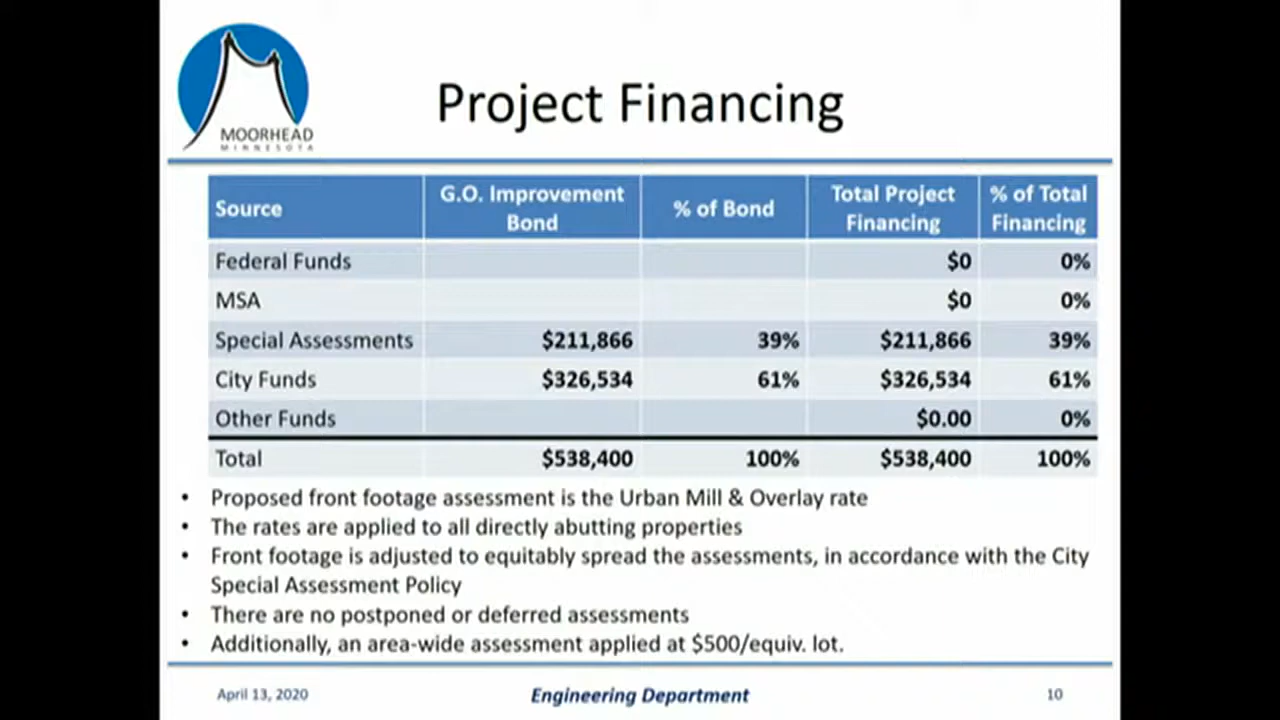 MOORHEAD
MINNESOTA
Project Financing
Source G.O. Improvement Bond % of Bond Total Project Financing % of Total Financing
Federal Funds $0 0%
MSA $0 0%
Special Assessments $211,866 39% $211,866 39%
City Funds $326,534 61% $326,534 61%
Other Funds $0.00 0%
Total $538,400 100% $538,400 100%
• Proposed front footage assessment is the Urban Mill & Overlay rate
• The rates are applied to all directly abutting properties
• Front footage is adjusted to equitably spread the assessments, in accordance with the City
Special Assessment Policy
• There are no postponed or deferred assessments
• Additionally, an area-wide assessment applied at $500/equiv. lot.
April 13, 2020 Engineering Department 10